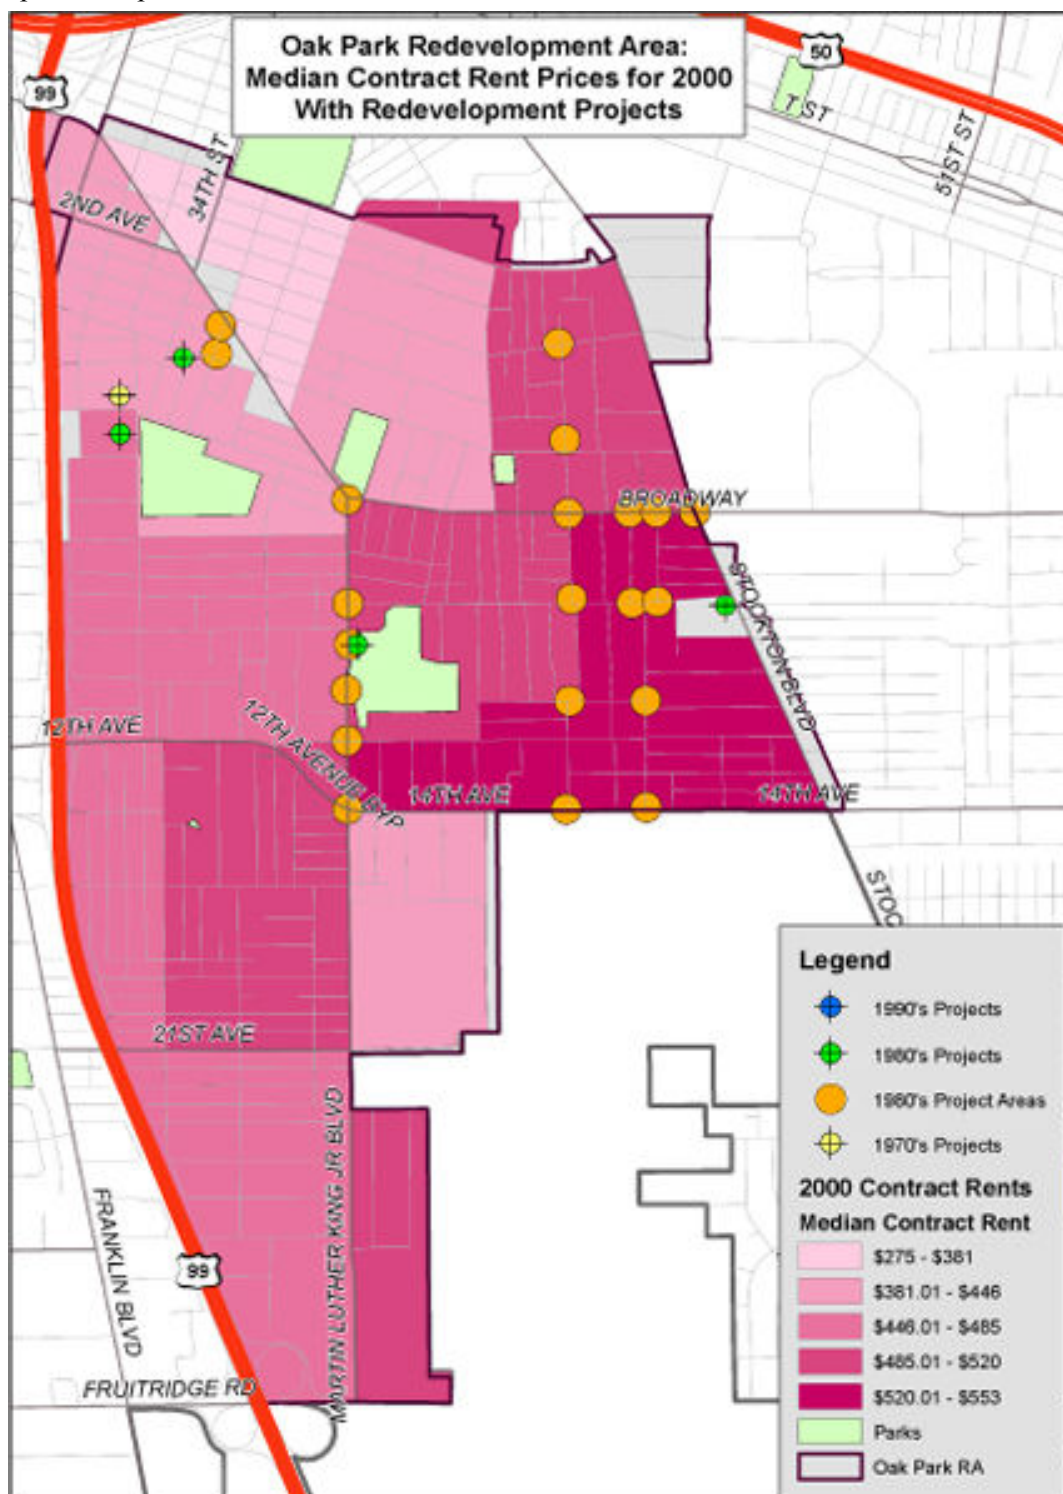 Oak Park Redevelopment Area:
Median Contract Rent Prices for 2000
With Redevelopment Projects
99
50
T ST
51ST ST
34TH ST
2ND AVE
BROADWAY
STOCKTON BLVD
12TH AVE
12TH AVENUE BYP
14TH AVE
14TH AVE
STOC
21ST AVE
MARTIN LUTHER KING JR BLVD
FRANKLIN BLVD
99
FRUITRIDGE RD
Legend
1990's Projects
1980's Projects
1980's Project Areas
1970's Projects
2000 Contract Rents
Median Contract Rent
$275 - $381
$381.01 - $446
$446.01 - $485
$485.01 - $520
$520.01 - $553
Parks
Oak Park RA